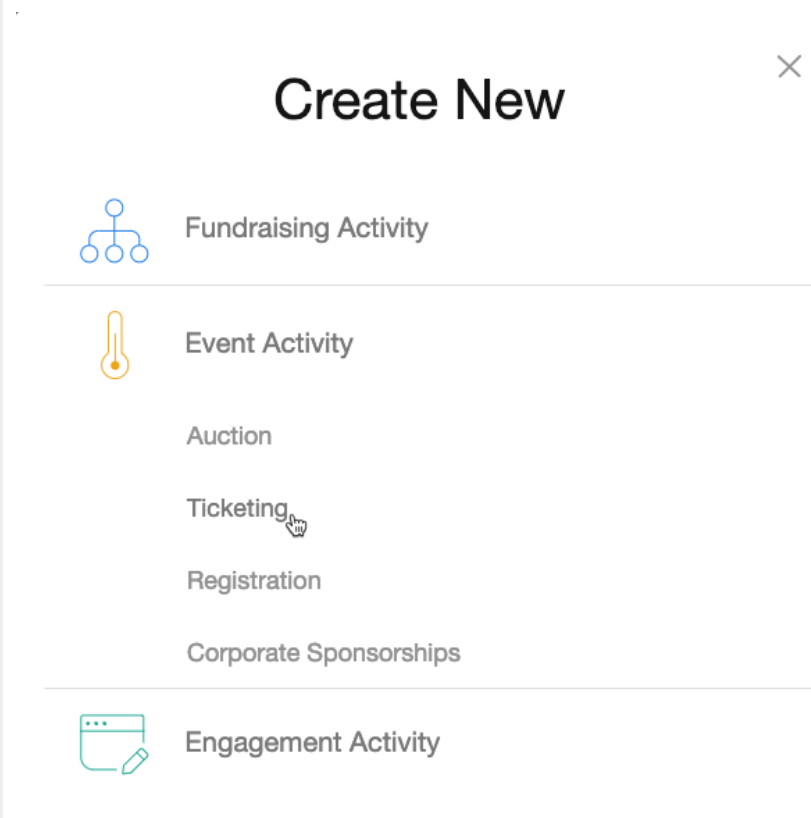 Create New
Fundraising Activity
Event Activity
Auction
Ticketing
Registration
Corporate Sponsorships
Engagement Activity